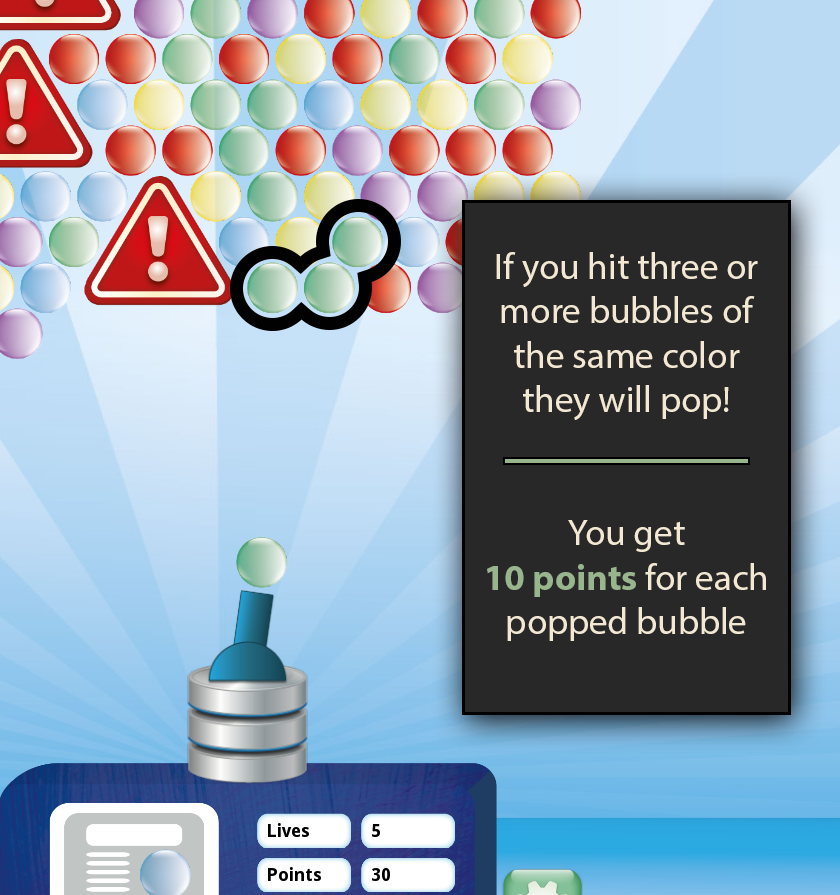 If you hit three or
more bubbles of
the same color
they will pop!
You get
10 points for each
popped bubble
Lives 5
Points 30